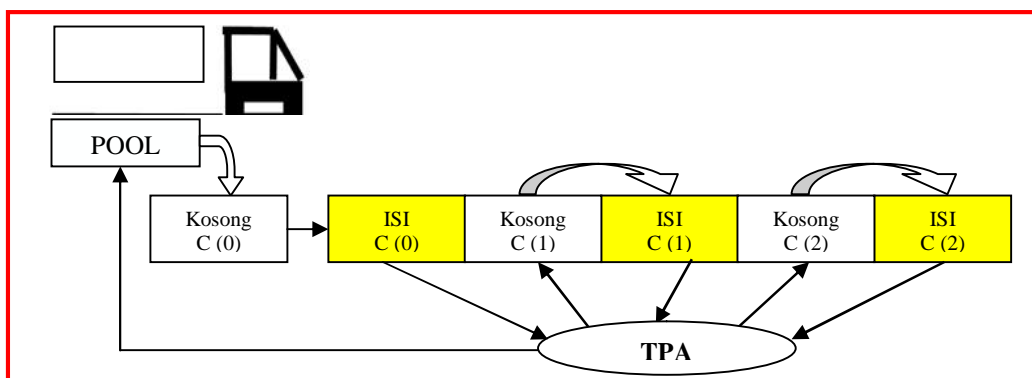 POOL
Kosong
C (0)
ISI
C (0)
Kosong
C (1)
ISI
C (1)
Kosong
C (2)
ISI
C (2)
TPA